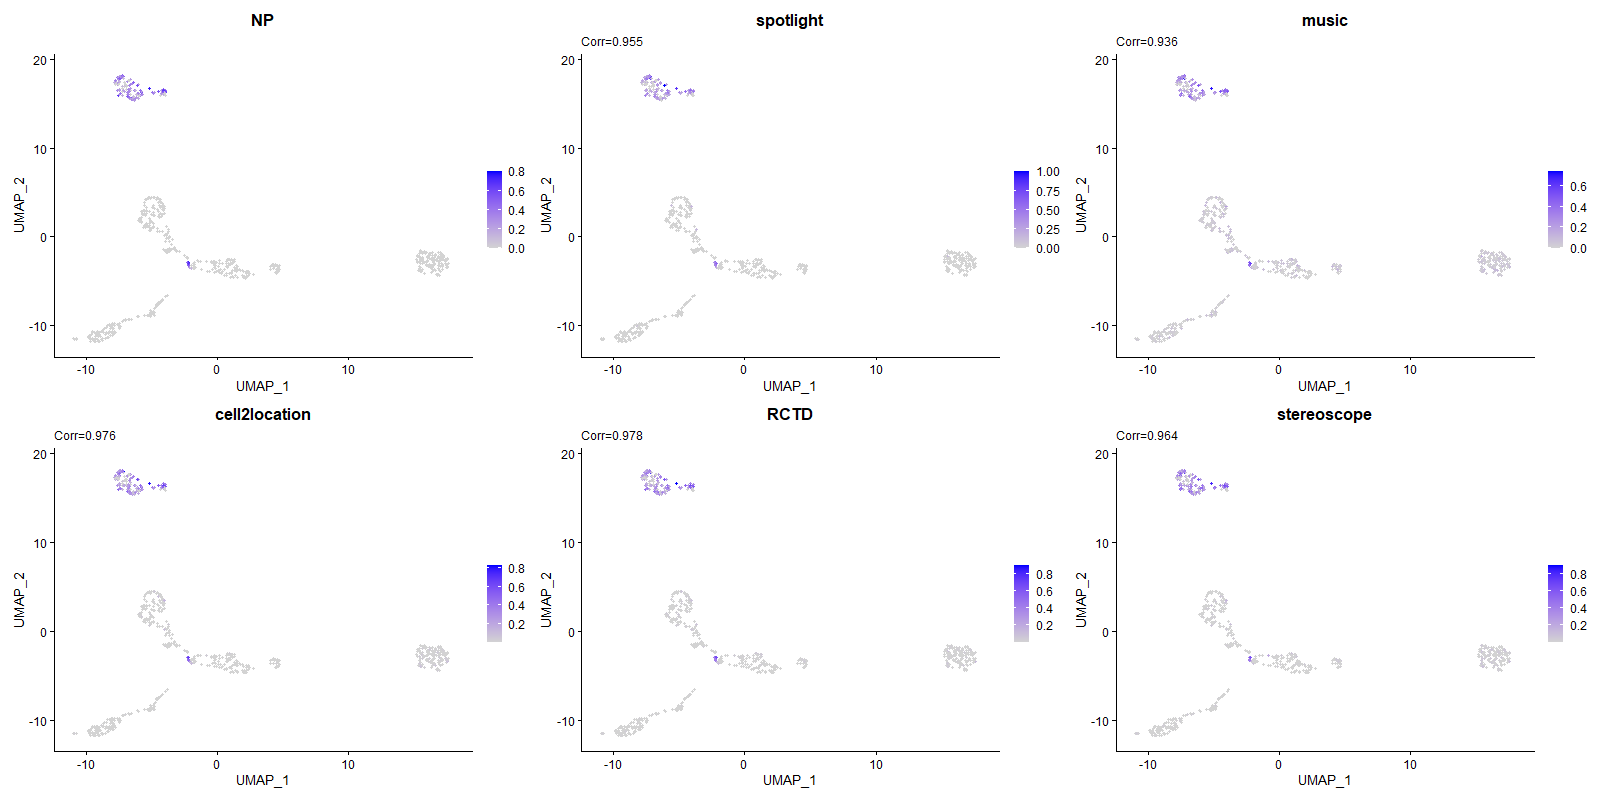 NP
20
10
0
-10
-10
0
10
UMAP_1
UMAP_2
0.8
0.6
0.4
0.2
0.0
spotlight
Corr=0.955
20
10
0
-10
-10
0
10
UMAP_1
UMAP_2
1.00
0.75
0.50
0.25
0.00
music
Corr=0.936
20
10
0
-10
-10
0
10
UMAP_1
UMAP_2
0.6
0.4
0.2
0.0
cell2location
Corr=0.976
20
10
0
-10
-10
0
10
UMAP_1
UMAP_2
0.8
0.6
0.4
0.2
RCTD
Corr=0.978
20
10
0
-10
-10
0
10
UMAP_1
UMAP_2
0.8
0.6
0.4
0.2
stereoscope
Corr=0.964
20
10
0
-10
-10
0
10
UMAP_1
UMAP_2
0.8
0.6
0.4
0.2